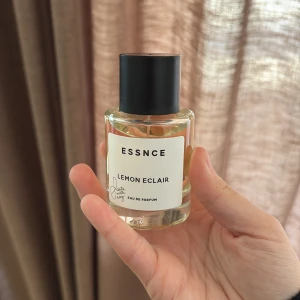 ESSNCE
LEMON ECLAIR
EAU DE PARFUM